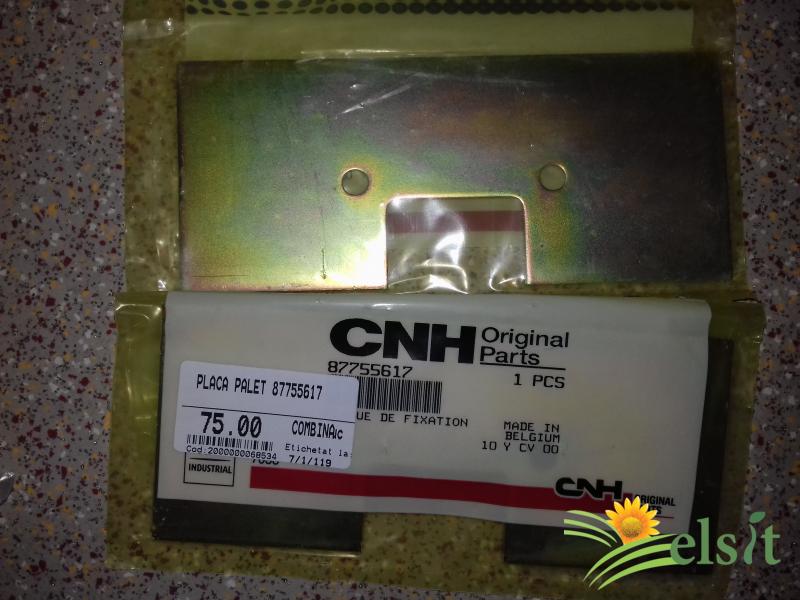 CNH Original
Parts
87755617
1 PCS
UE DE FIXATION
MADE IN
BELGIUM
10 Y CV 00
PLACA PALET 87755617
75.00 COMBINA
Cod:2000000068534 Etichetat la:
7/1/119
INDUSTRIAL
CNH ORIGINAL
PARTS
elsit